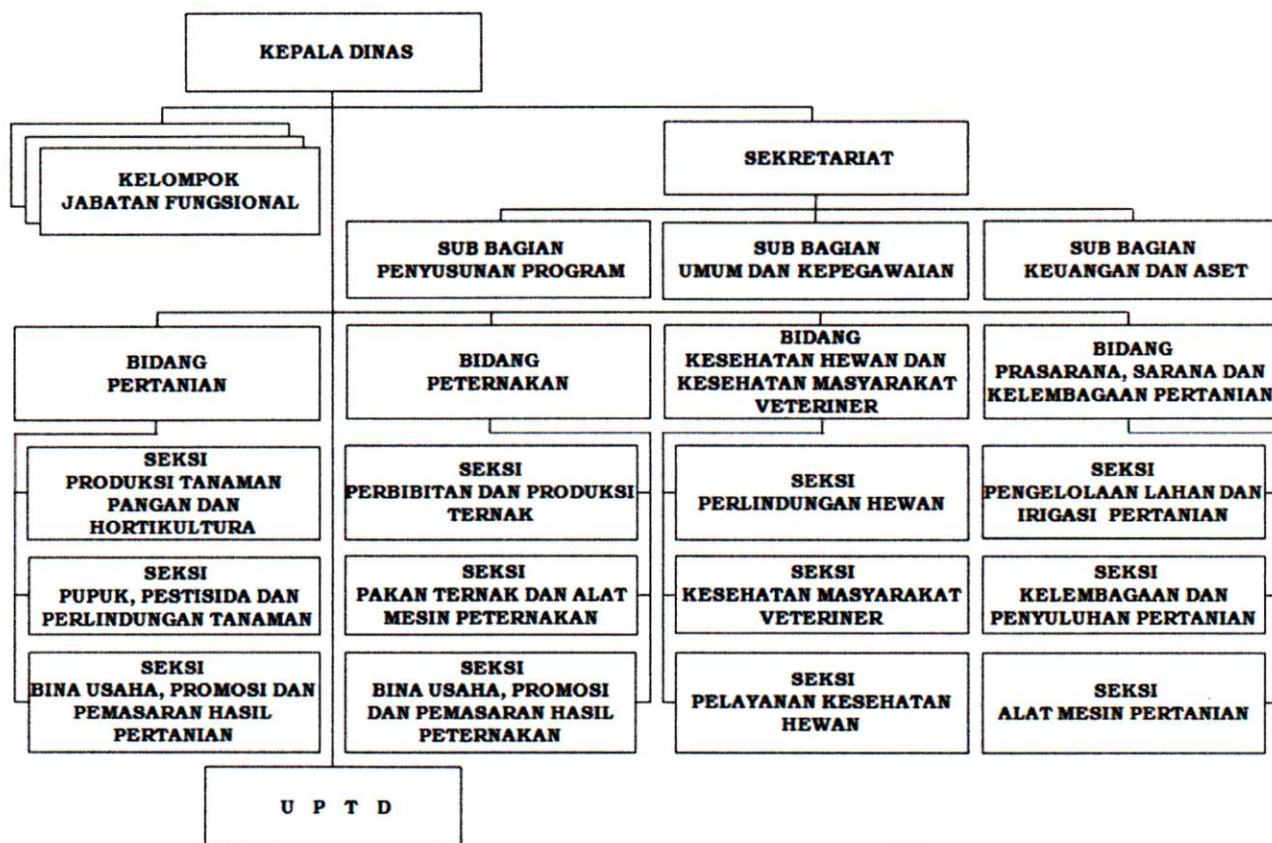 KEPALA DINAS
KELOMPOK
JABATAN FUNGSIONAL
SEKRETARIAT
SUB BAGIAN
PENYUSUNAN PROGRAM
SUB BAGIAN
UMUM DAN KEPEGAWAIAN
SUB BAGIAN
KEUANGAN DAN ASET
BIDANG
PERTANIAN
BIDANG
PETERNAKAN
BIDANG
KESEHATAN HEWAN DAN
KESEHATAN MASYARAKAT
VETERINER
BIDANG
PRASARANA, SARANA DAN
KELEMBAGAAN PERTANIAN
SEKSI
PRODUKSI TANAMAN
PANGAN DAN
HORTIKULTURA
SEKSI
PERBIBITAN DAN PRODUKSI
TERNAK
SEKSI
PERLINDUNGAN HEWAN
SEKSI
PENGELOLAAN LAHAN DAN
IRIGASI PERTANIAN
SEKSI
PUPUK, PESTISIDA DAN
PERLINDUNGAN TANAMAN
SEKSI
PAKAN TERNAK DAN ALAT
MESIN PETERNAKAN
SEKSI
KESEHATAN MASYARAKAT
VETERINER
SEKSI
KELEMBAGAAN DAN
PENYULUHAN PERTANIAN
SEKSI
BINA USAHA, PROMOSI DAN
PEMASARAN HASIL
PERTANIAN
SEKSI
BINA USAHA, PROMOSI
DAN PEMASARAN HASIL
PETERNAKAN
SEKSI
PELAYANAN KESEHATAN
HEWAN
SEKSI
ALAT MESIN PERTANIAN
U P T D